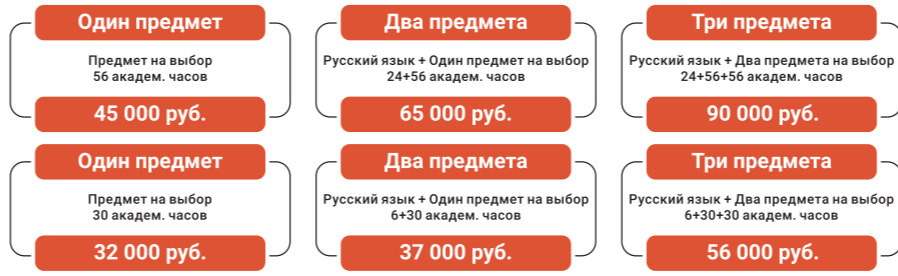 Один предмет
Предмет на выбор
56 академ. часов
45 000 руб.
Два предмета
Русский язык + Один предмет на выбор
24+56 академ. часов
65 000 руб.
Три предмета
Русский язык + Два предмета на выбор
24+56+56 академ. часов
90 000 руб.
Один предмет
Предмет на выбор
30 академ. часов
32 000 руб.
Два предмета
Русский язык + Один предмет на выбор
6+30 академ. часов
37 000 руб.
Три предмета
Русский язык + Два предмета на выбор
6+30+30 академ. часов
56 000 руб.